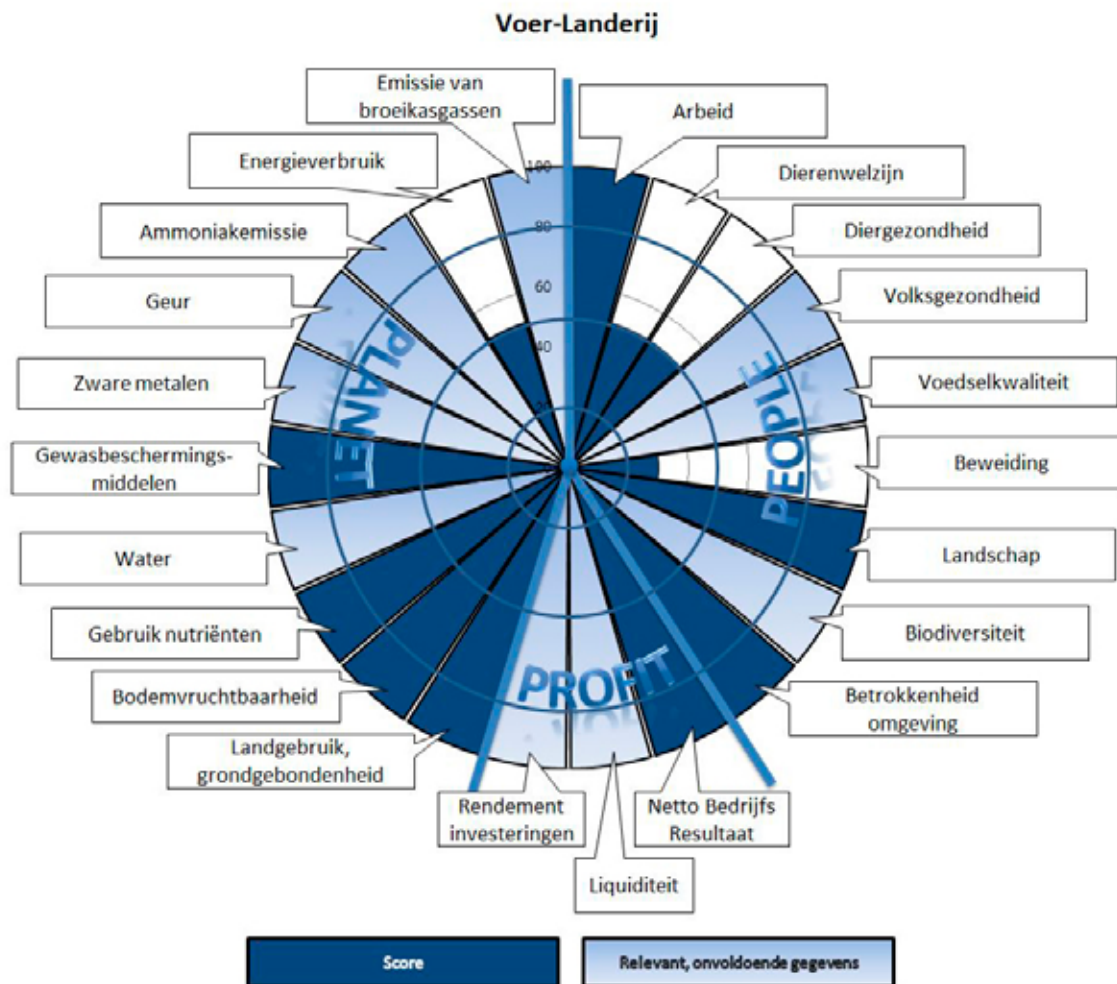 Voer-Landerij
Emissie van
broeikasgassen
Arbeid
Energieverbruik
Dierenwelzijn
Ammoniakemissie
Diergezondheid
Geur
Volksgezondheid
Zware metalen
Voedselkwaliteit
Gewasbeschermings-
middelen
Beweiding
Water
Landschap
Gebruik nutriënten
Biodiversiteit
Bodemvruchtbaarheid
Betrokkenheid
omgeving
Landgebruik,
grondgebondenheid
Rendement
investeringen
Netto Bedrijfs
Resultaat
Liquiditeit
100
80
60
40
PLANET
PEOPLE
PROFIT
Score
Relevant, onvoldoende gegevens